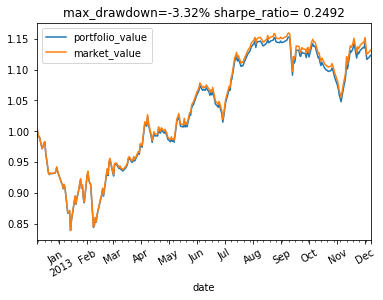 max_drawdown=-3.32% sharpe_ratio= 0.2492
portfolio_value
market_value
1.15
1.10
1.05
1.00
0.95
0.90
0.85
Jan
2013
Feb
Mar
Apr
May
Jun
Jul
Aug
Sep
Oct
Nov
Dec
date